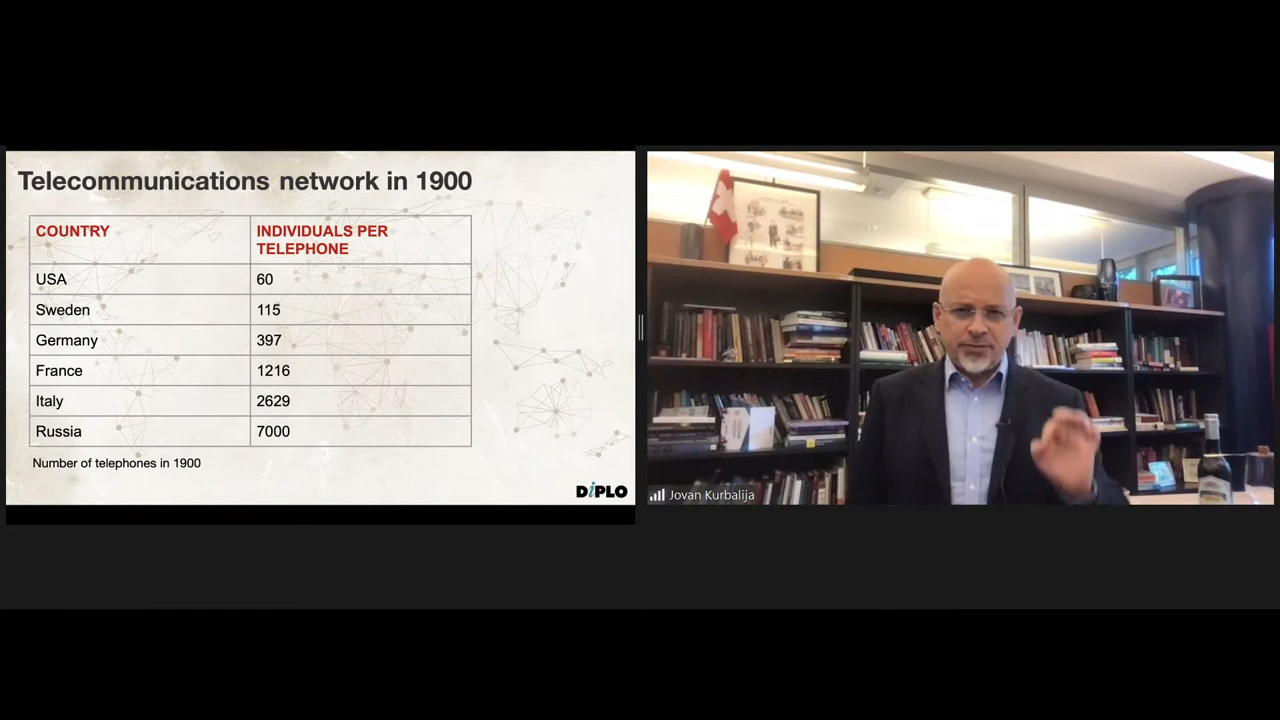 Telecommunications network in 1900
COUNTRY INDIVIDUALS PER TELEPHONE
USA 60
Sweden 115
Germany 397
France 1216
Italy 2629
Russia 7000
Number of telephones in 1900
DiPLO
Jovan Kurbalija